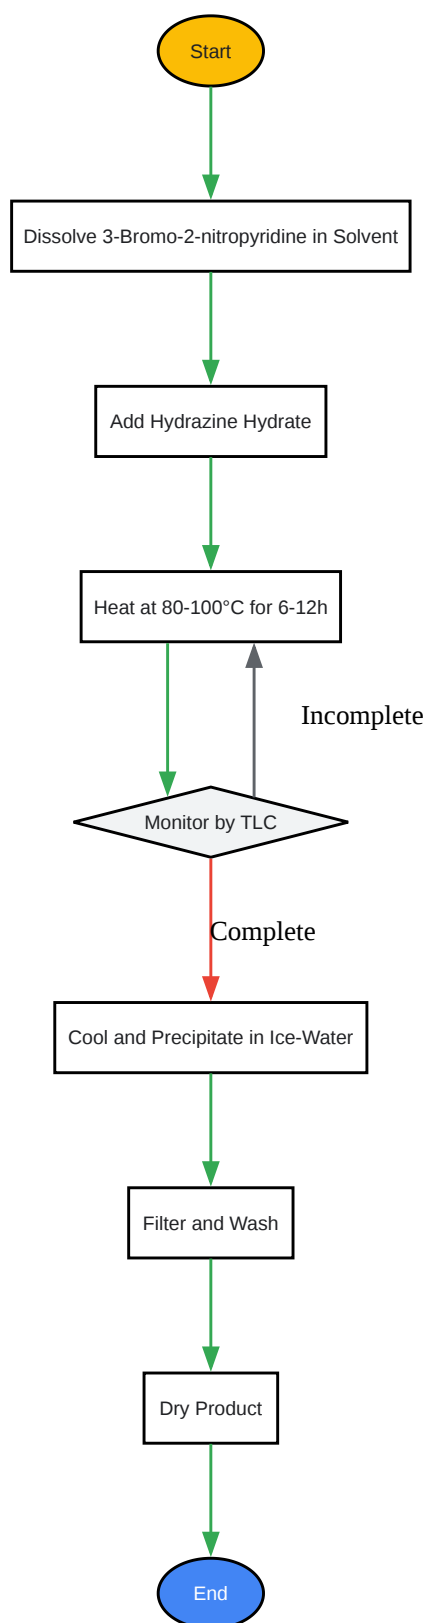 Start
Dissolve 3-Bromo-2-nitropyridine in Solvent
Add Hydrazine Hydrate
Heat at 80-100°C for 6-12h
Incomplete
Monitor by TLC
Complete
Cool and Precipitate in Ice-Water
Filter and Wash
Dry Product
End